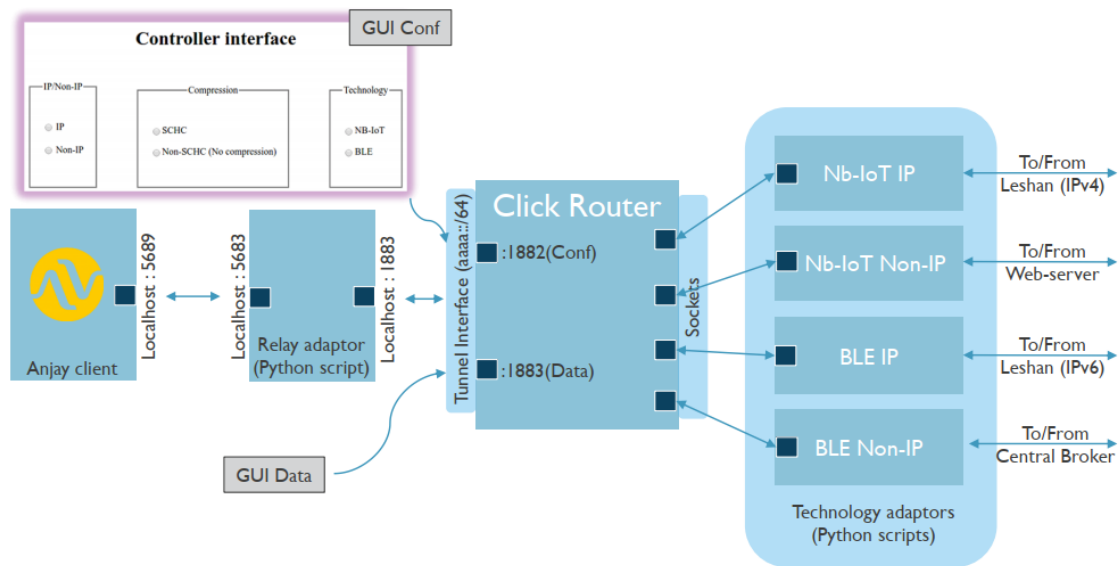 GUI Conf
Controller interface
IP/Non-IP
IP
Non-IP
Compression
SCHC
Non-SCHC (No compression)
Technology
NB-IoT
BLE
Anjay client
Localhost : 5689
Localhost : 5683
Relay adaptor
(Python script)
Localhost : 1883
GUI Data
Tunnel Interface (aaaa::/64)
Click Router
:1882(Conf)
:1883(Data)
Sockets
Nb-IoT IP
Nb-IoT Non-IP
BLE IP
BLE Non-IP
Technology adaptors
(Python scripts)
To/From
Leshan (IPv4)
To/From
Web-server
To/From
Leshan (IPv6)
To/From
Central Broker